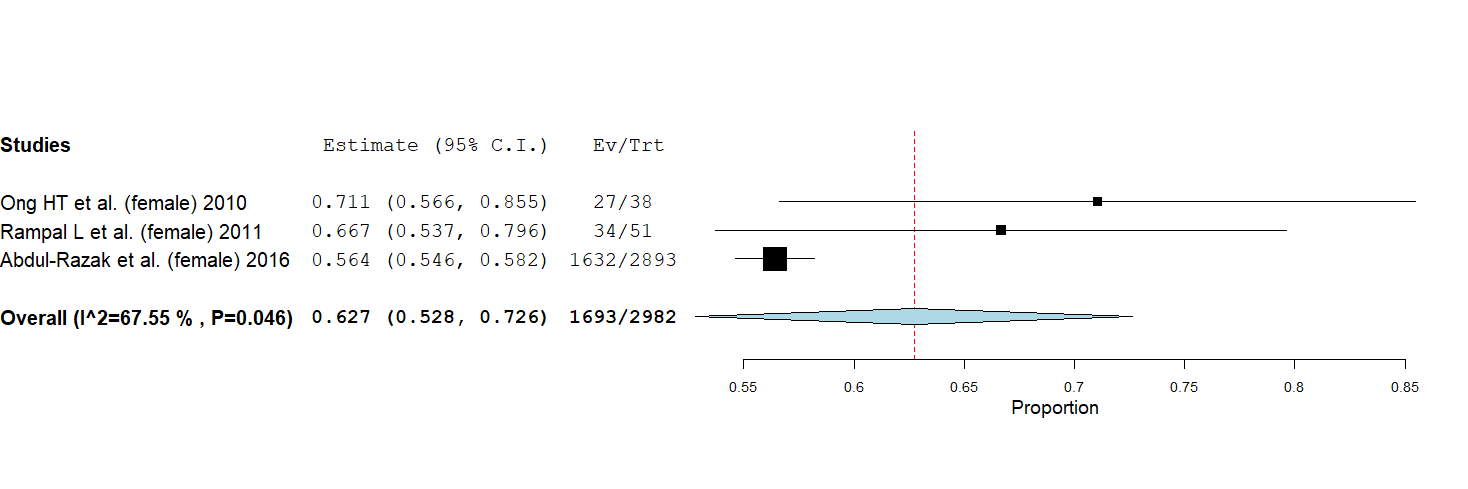 Studies Estimate (95% C.I.) Ev/Trt
Ong HT et al. (female) 2010 0.711 (0.566, 0.855) 27/38
Rampal L et al. (female) 2011 0.667 (0.537, 0.796) 34/51
Abdul-Razak et al. (female) 2016 0.564 (0.546, 0.582) 1632/2893
Overall (I^2=67.55 % , P=0.046) 0.627 (0.528, 0.726) 1693/2982
0.55 0.6 0.65 0.7 0.75 0.8 0.85
Proportion